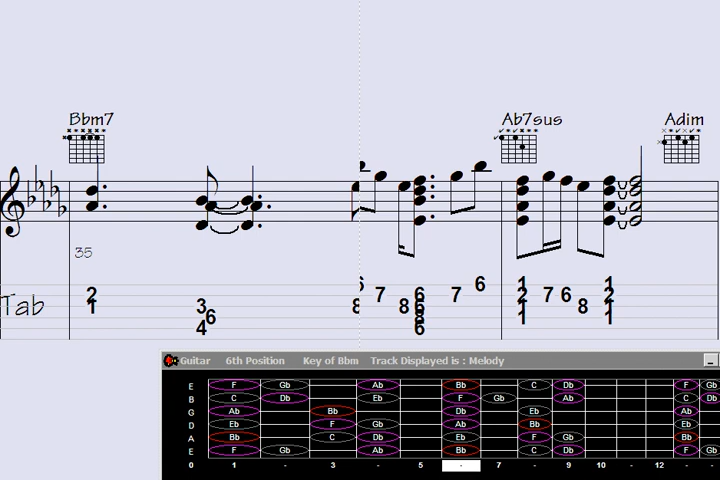 Bbm7 Ab7sus Adim
35
6 1 1
2 7 6 7 6 2 7 6 2
Tab 1 3 8 8 6 1 8 1
6 8 1 1
4 6
Guitar 6th Position Key of Bbm Track Displayed is : Melody
E F Gb Ab Bb C Db F Gb
B C Db Eb F Gb Ab C Db
G Ab Bb Db Eb Ab
D Eb F Gb Ab Bb Eb
A Bb C Db Eb F Gb Bb
E F Gb Ab Bb C Db F Gb
0 1 - 3 - 5 - 7 - 9 10 - 12 -